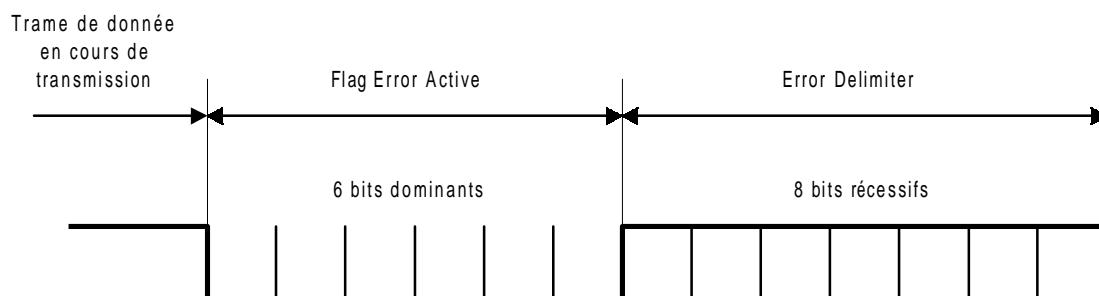 Trame de donnée
en cours de
transmission
Flag Error Active
Error Delimiter
6 bits dominants
8 bits récessifs